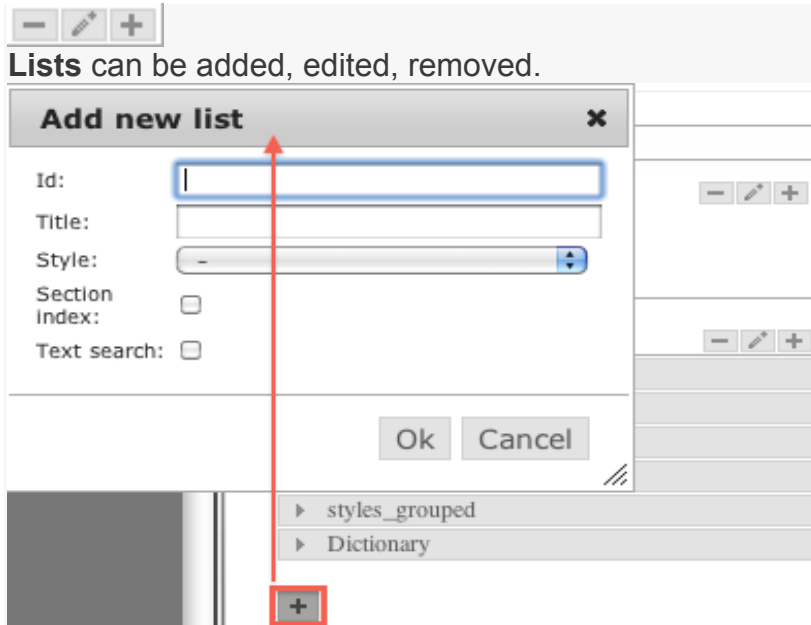 Lists can be added, edited, removed.
Add new list
Id:
Title:
Style: -
Section
index:
Text search:
Ok Cancel
styles_grouped
Dictionary